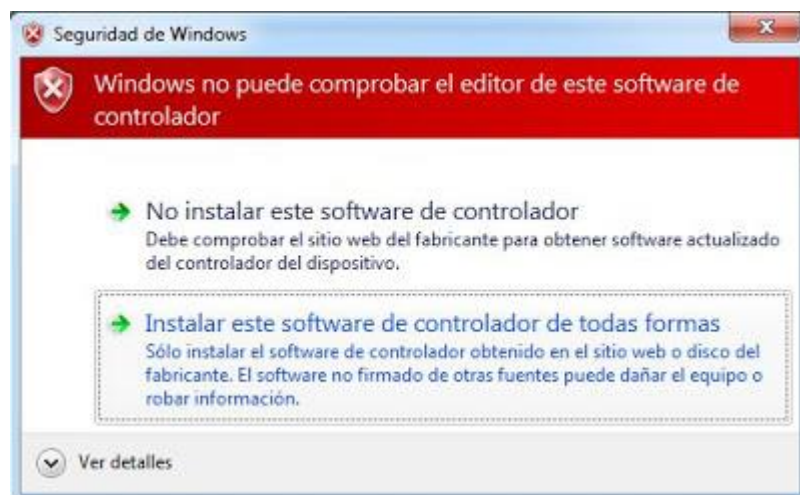 Seguridad de Windows
Windows no puede comprobar el editor de este software de
controlador
No instalar este software de controlador
Debe comprobar el sitio web del fabricante para obtener software actualizado
del controlador del dispositivo.
Instalar este software de controlador de todas formas
Sólo instalar el software de controlador obtenido en el sitio web o disco del
fabricante. El software no firmado de otras fuentes puede dañar el equipo o
robar información.
Ver detalles